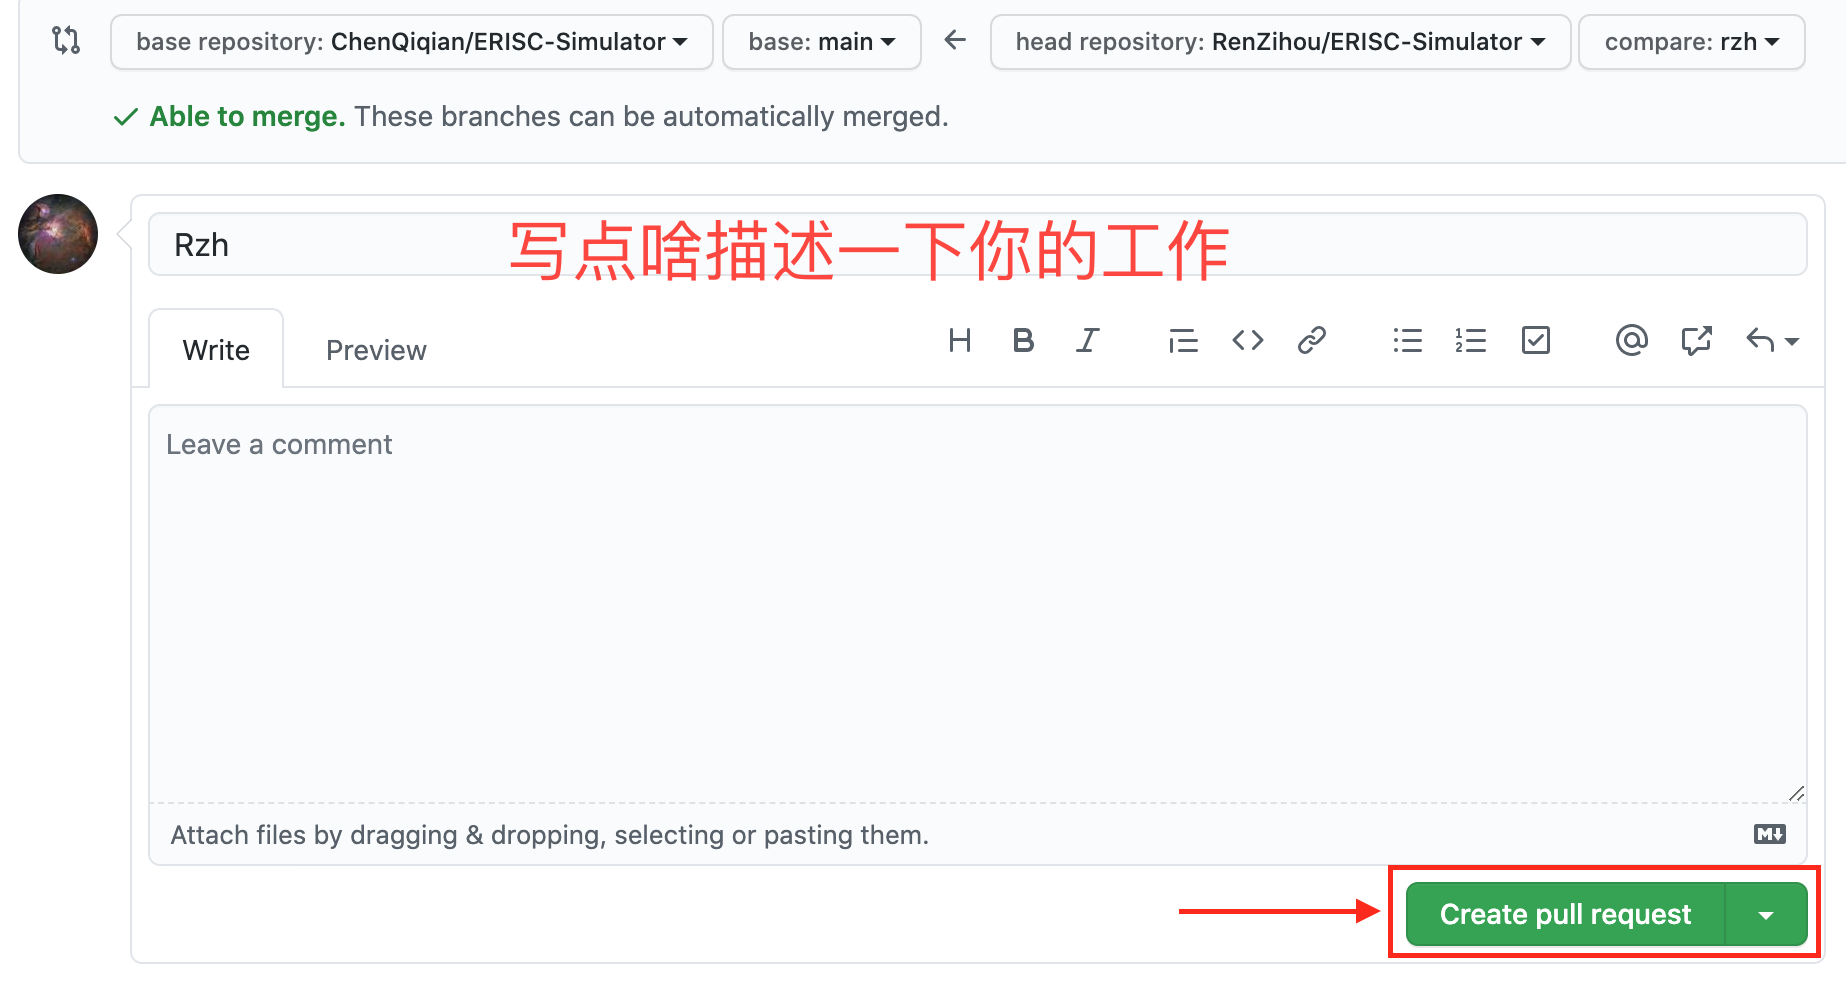 base repository: ChenQiqian/ERISC-Simulator base: main head repository: RenZihou/ERISC-Simulator compare: rzh
Able to merge. These branches can be automatically merged.
Rzh 写点啥描述一下你的工作
Write Preview
Leave a comment
Attach files by dragging & dropping, selecting or pasting them.
Create pull request